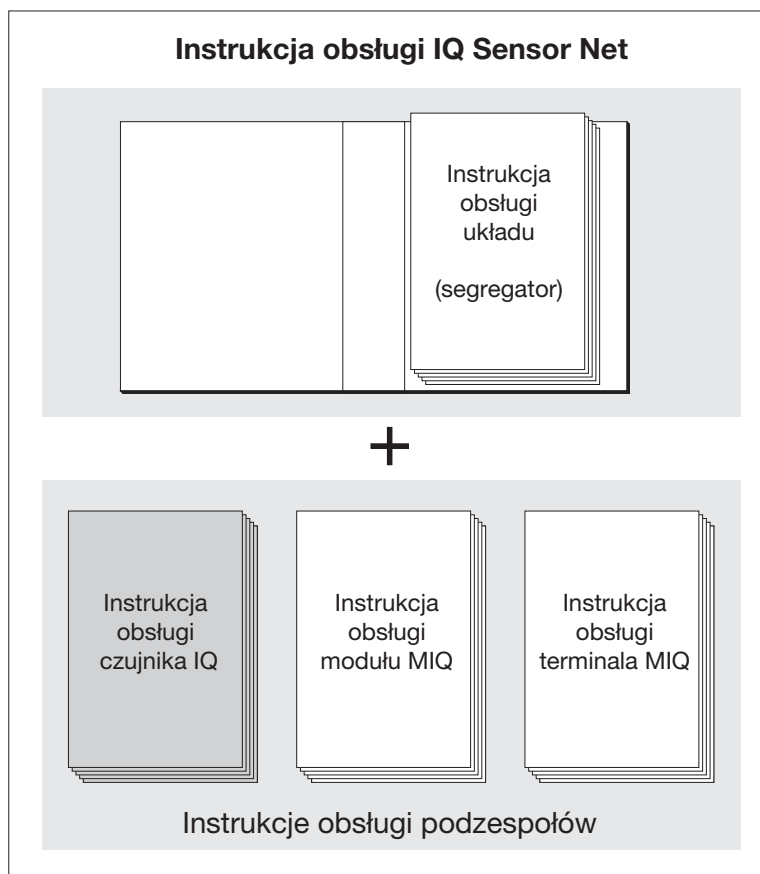 Instrukcja obsługi IQ Sensor Net
Instrukcja
obsługi
układu
(segregator)
+
Instrukcja
obsługi
czujnika IQ
Instrukcja
obsługi
modułu MIQ
Instrukcja
obsługi
terminala MIQ
Instrukcje obsługi podzespołów